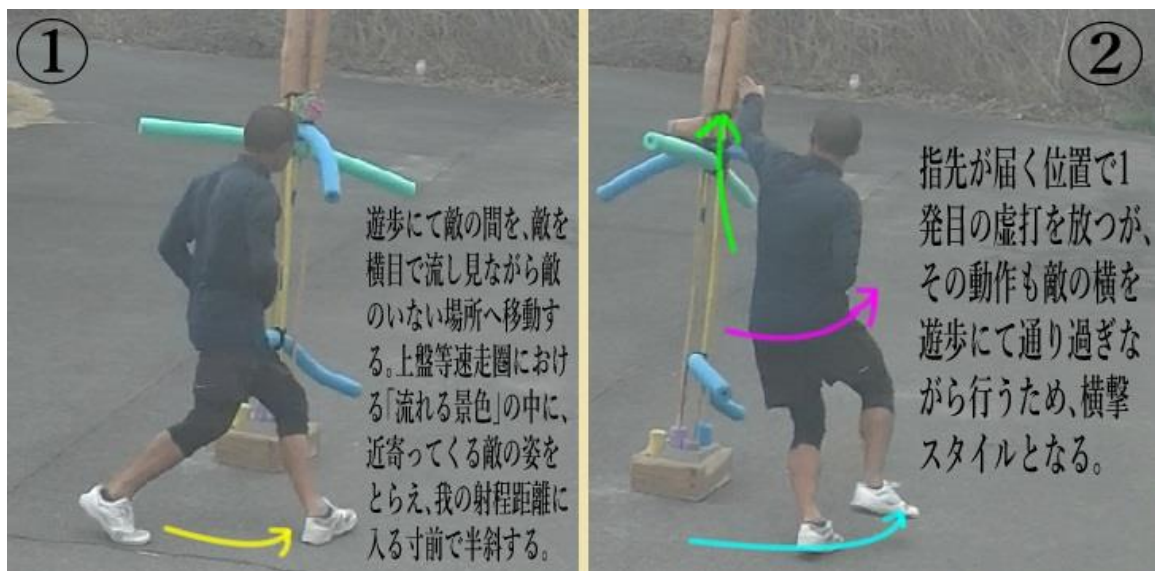 ①
遊歩にて敵の間を、敵を
横目で流し見ながら敵
のいない場所へ移動す
る。上盤等速走圏におけ
る「流れる景色」の中に、
近寄ってくる敵の姿を
とらえ、我の射程距離に
入る寸前で半斜する。
②
指先が届く位置で1
発目の虚打を放つが、
その動作も敵の横を
遊歩にて通り過ぎな
がら行うため、横撃
スタイルとなる。